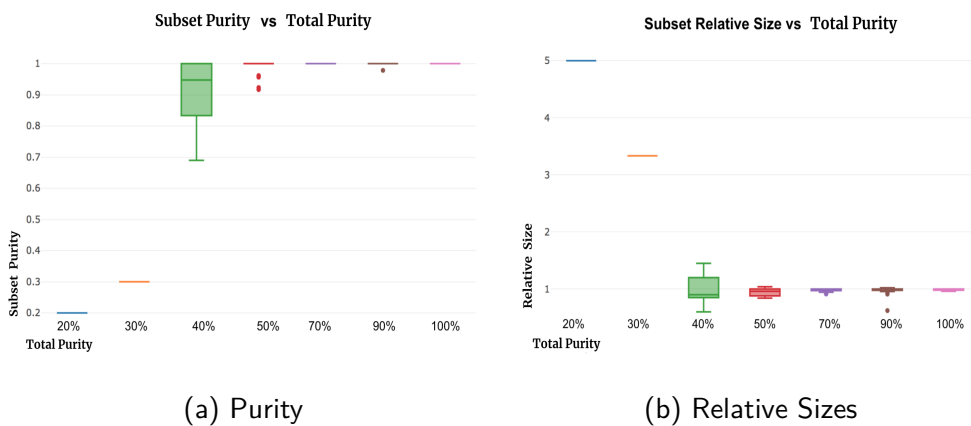 Subset Purity vs Total Purity
1
0.9
0.8
0.7
0.6
0.5
0.4
0.3
0.2
Subset Purity
20% 30% 40% 50% 70% 90% 100%
Total Purity
(a) Purity
Subset Relative Size vs Total Purity
5
4
3
2
1
Relative Size
20% 30% 40% 50% 70% 90% 100%
Total Purity
(b) Relative Sizes